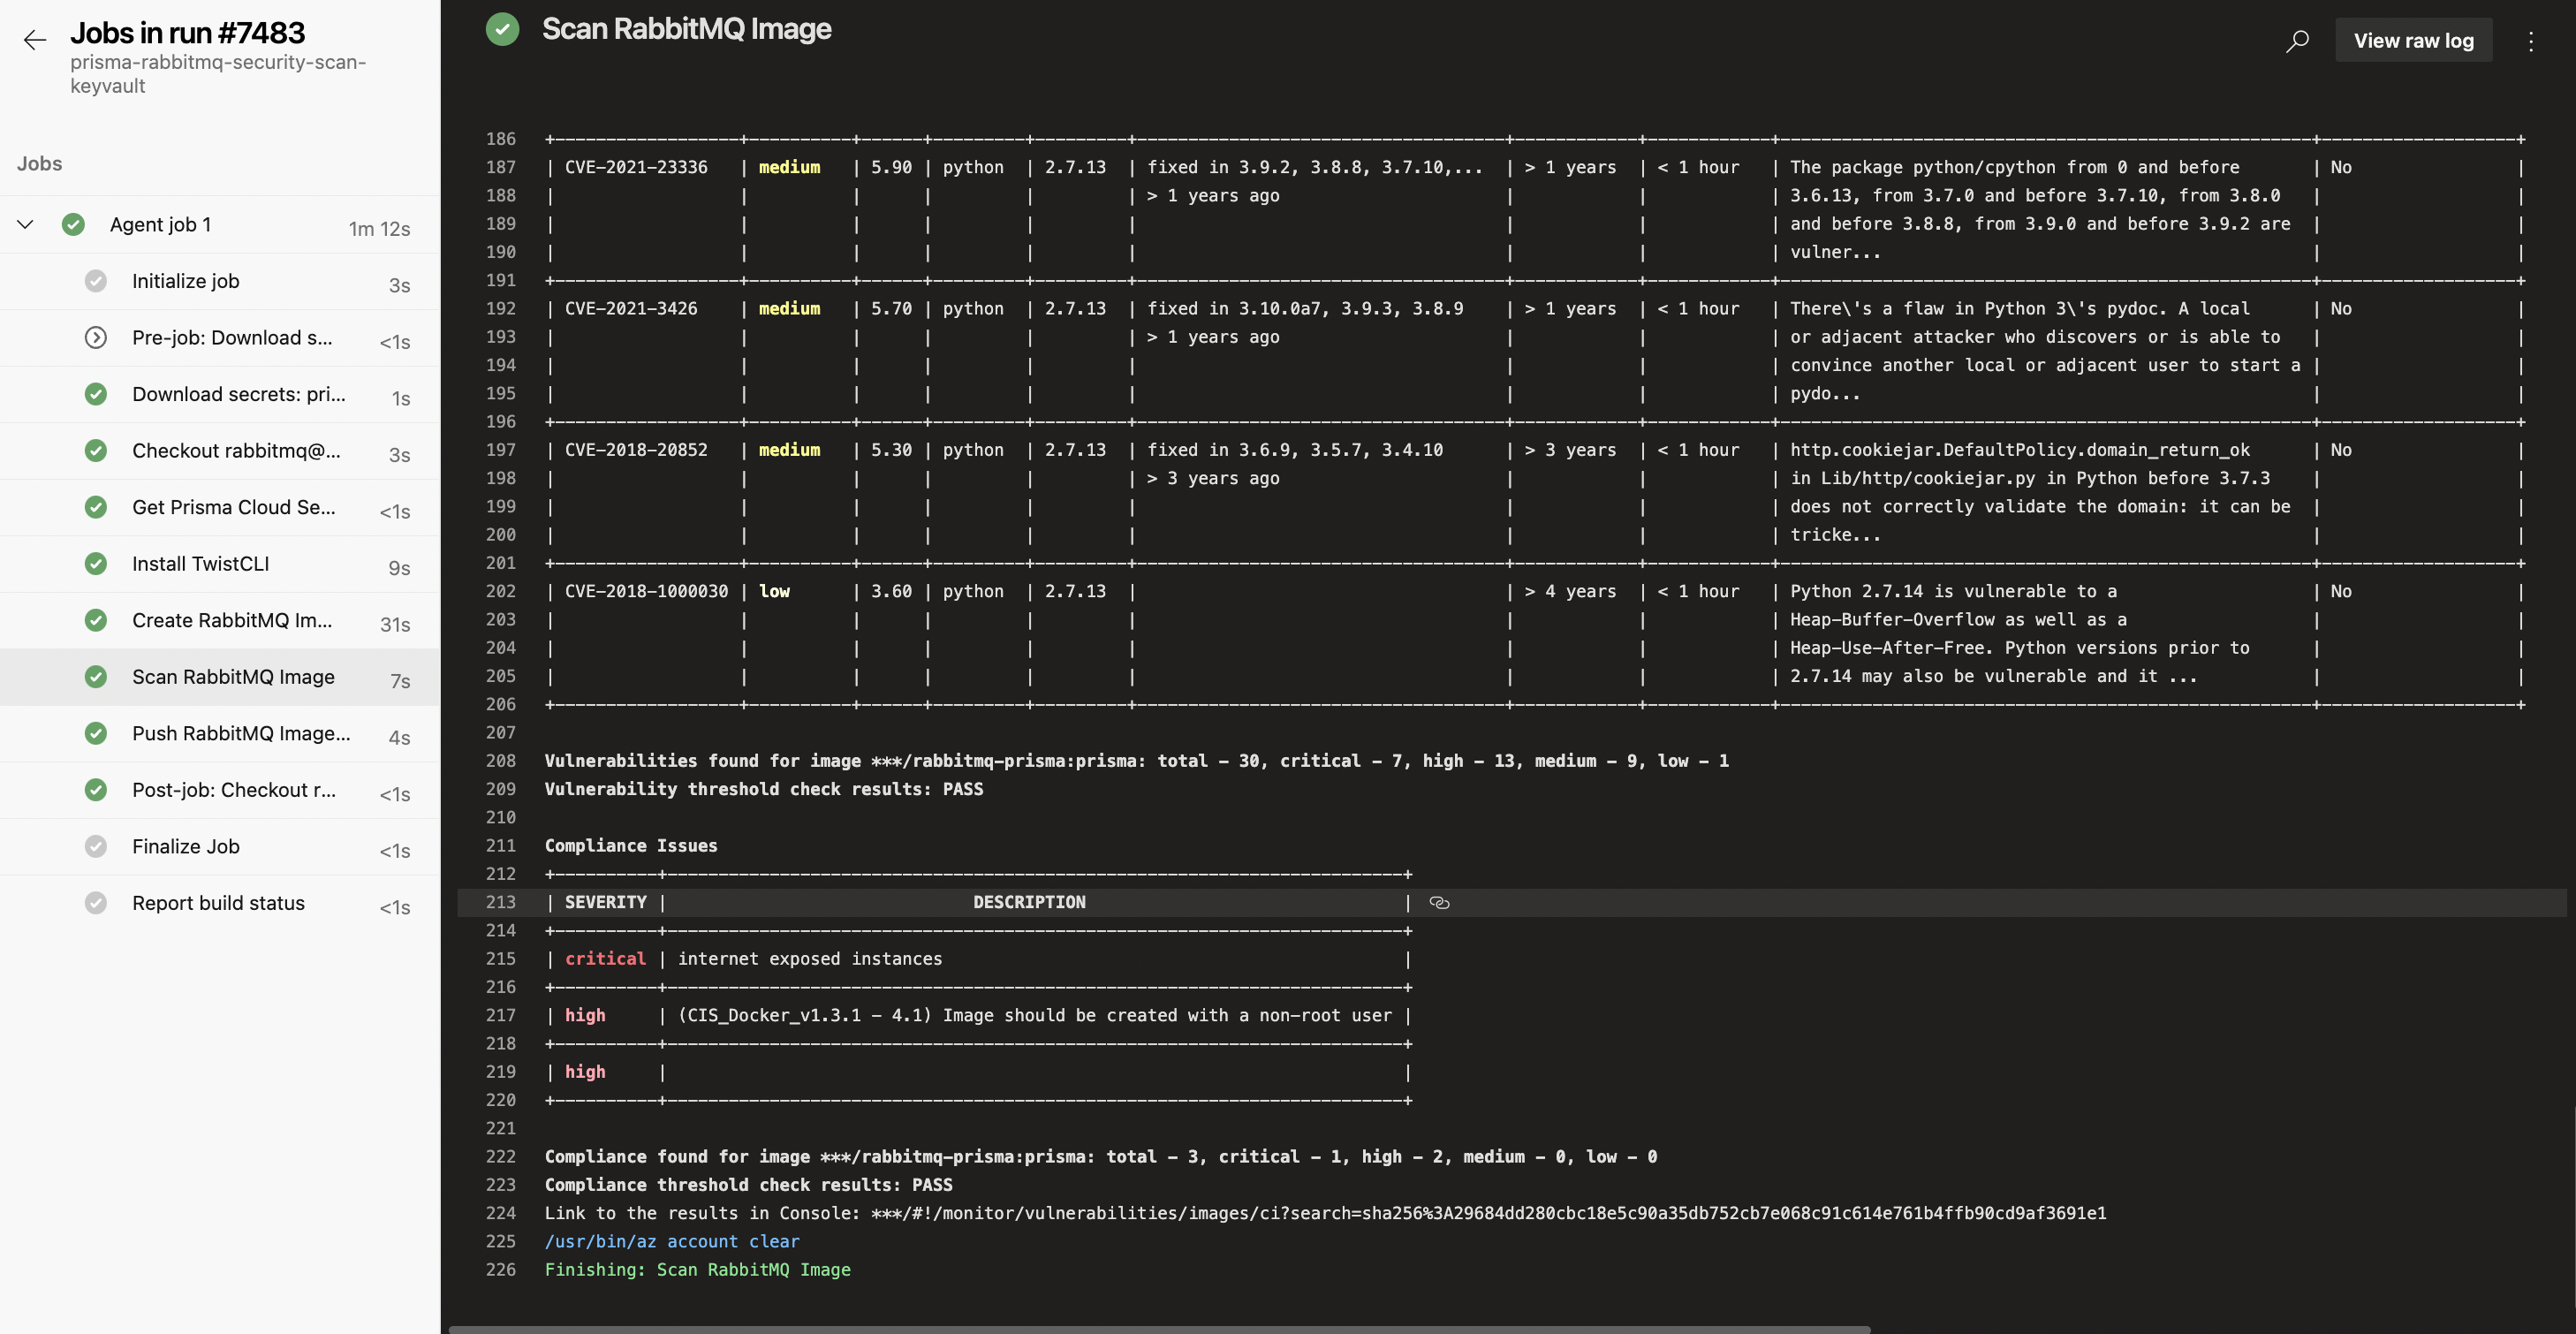 Jobs in run #7483
prisma-rabbitmq-security-scan-
keyvault
Jobs
Agent job 1 1m 12s
Initialize job 3s
Pre-job: Download s... <1s
Download secrets: pri... 1s
Checkout rabbitmq@... 3s
Get Prisma Cloud Se... <1s
Install TwistCLI 9s
Create RabbitMQ Im... 31s
Scan RabbitMQ Image 7s
Push RabbitMQ Image... 4s
Post-job: Checkout r... <1s
Finalize Job <1s
Report build status <1s
Scan RabbitMQ Image
View raw log
186
187 | CVE-2021-23336 | medium | 5.90 | python | 2.7.13 | fixed in 3.9.2, 3.8.8, 3.7.10,... | > 1 years | < 1 hour | The package python/cpython from 0 and before | No |
188 | > 1 years ago | 3.6.13, from 3.7.0 and before 3.7.10, from 3.8.0 |
189 | and before 3.8.8, from 3.9.0 and before 3.9.2 are |
190 | vulner... |
191
192 | CVE-2021-3426 | medium | 5.70 | python | 2.7.13 | fixed in 3.10.0a7, 3.9.3, 3.8.9 | > 1 years | < 1 hour | There\'s a flaw in Python 3\'s pydoc. A local | No |
193 | > 1 years ago | or adjacent attacker who discovers or is able to |
194 | convince another local or adjacent user to start a |
195 | pydo... |
196
197 | CVE-2018-20852 | medium | 5.30 | python | 2.7.13 | fixed in 3.6.9, 3.5.7, 3.4.10 | > 3 years | < 1 hour | http.cookiejar.DefaultPolicy.domain_return_ok | No |
198 | > 3 years ago | in Lib/http/cookiejar.py in Python before 3.7.3 |
199 | does not correctly validate the domain: it can be |
200 | tricke... |
201
202 | CVE-2018-1000030 | low | 3.60 | python | 2.7.13 | | > 4 years | < 1 hour | Python 2.7.14 is vulnerable to a | No |
203 | Heap-Buffer-Overflow as well as a |
204 | Heap-Use-After-Free. Python versions prior to |
205 | 2.7.14 may also be vulnerable and it ... |
206
207
208 Vulnerabilities found for image ***/rabbitmq-prisma:prisma: total - 30, critical - 7, high - 13, medium - 9, low - 1
209 Vulnerability threshold check results: PASS
210
211 Compliance Issues
212
213 | SEVERITY | DESCRIPTION |
214
215 | critical | internet exposed instances |
216
217 | high | (CIS_Docker_v1.3.1 - 4.1) Image should be created with a non-root user |
218
219 | high | |
220
221
222 Compliance found for image ***/rabbitmq-prisma:prisma: total - 3, critical - 1, high - 2, medium - 0, low - 0
223 Compliance threshold check results: PASS
224 Link to the results in Console: ***/#!/monitor/vulnerabilities/images/ci?search=sha256%3A29684dd280cbc18e5c90a35db752cb7e068c91c614e761b4ffb90cd9af3691e1
225 /usr/bin/az account clear
226 Finishing: Scan RabbitMQ Image